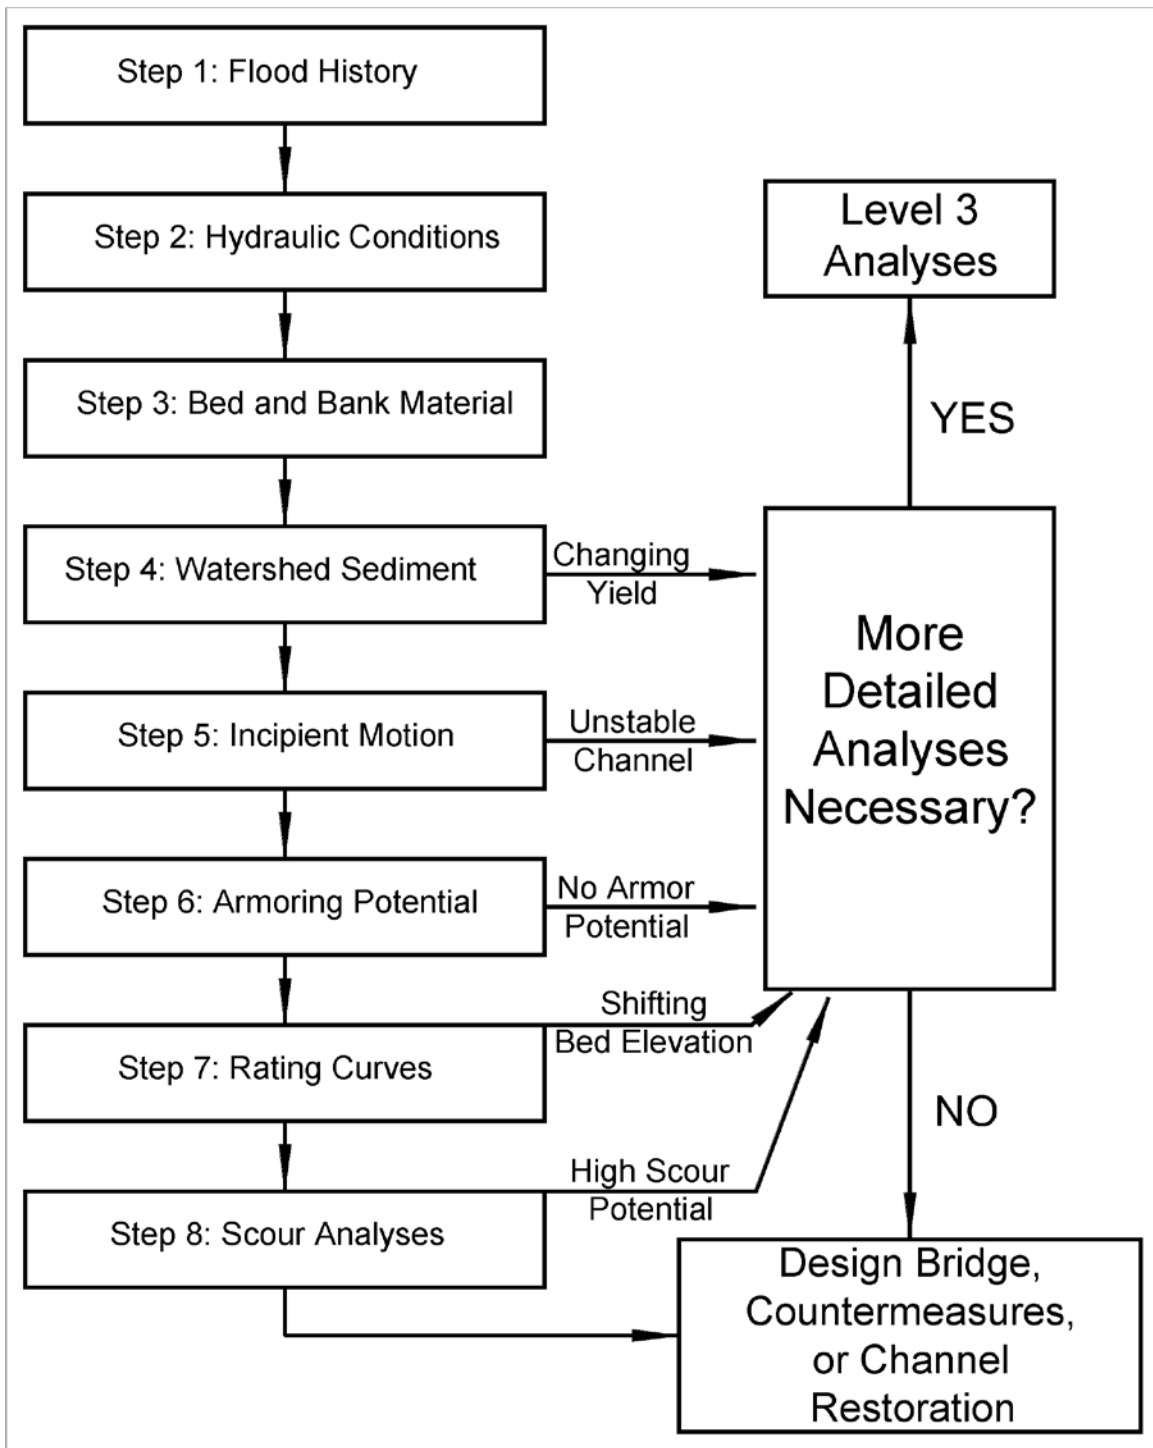 Step 1: Flood History
Step 2: Hydraulic Conditions
Step 3: Bed and Bank Material
Step 4: Watershed Sediment
Changing
Yield
Step 5: Incipient Motion
Unstable
Channel
Step 6: Armoring Potential
No Armor
Potential
Step 7: Rating Curves
Shifting
Bed Elevation
Step 8: Scour Analyses
High Scour
Potential
Level 3
Analyses
YES
More
Detailed
Analyses
Necessary?
NO
Design Bridge,
Countermeasures,
or Channel
Restoration